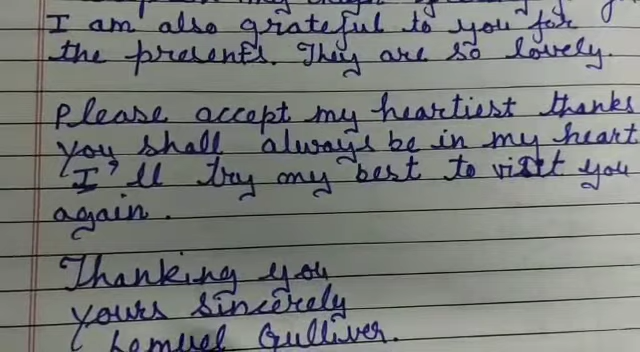 I am also grateful to you for
the presents. They are so lovely.
Please accept my heartiest thanks
You shall always be in my heart
I'll try my best to visit you
again.
Thanking you
yours sincerely
Lemuel Gulliver.